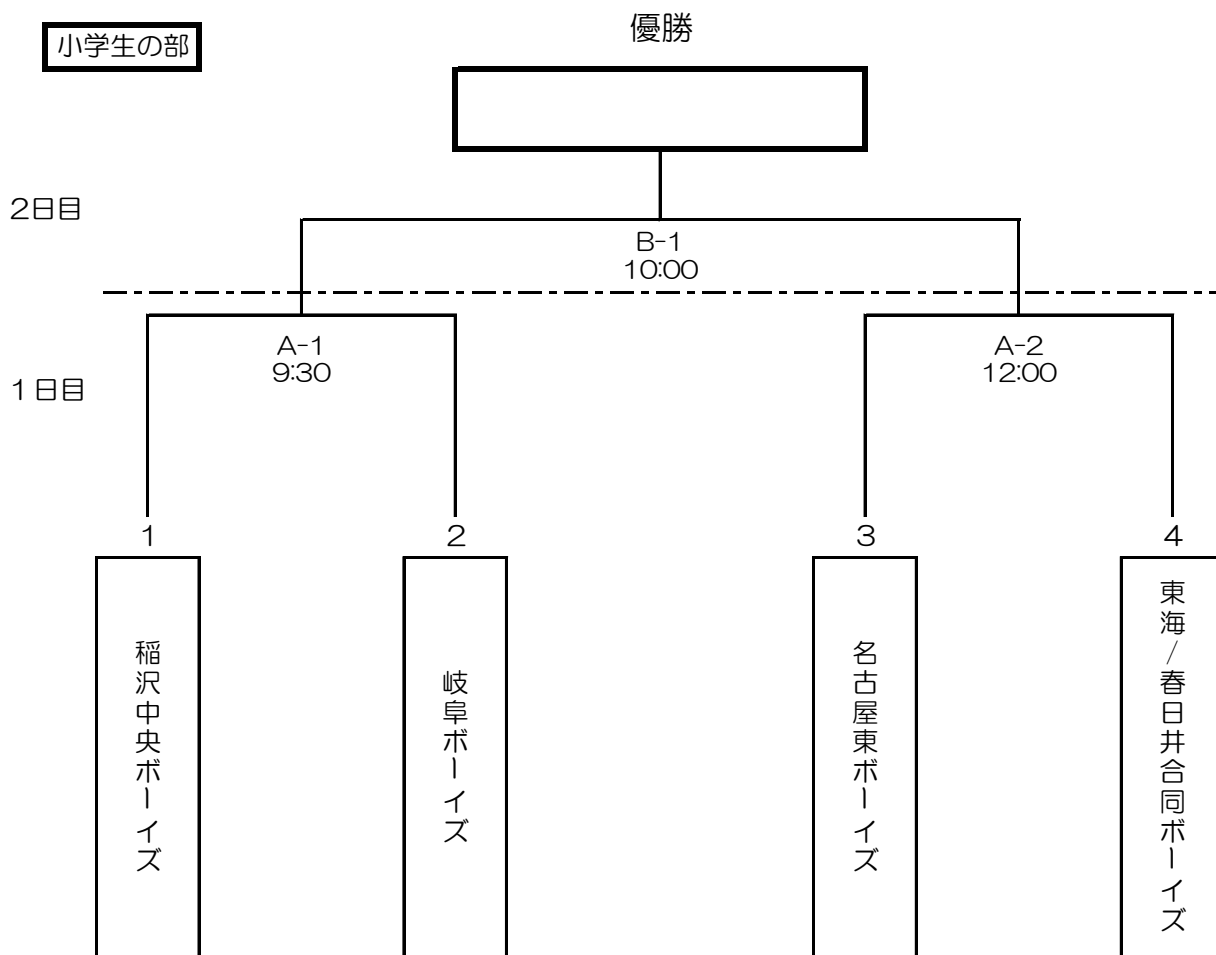 小学生の部
優勝
2日目
B-1
10:00
A-1
9:30
A-2
12:00
1日目
1
2
3
4
稲沢中央ボーイズ
岐阜ボーイズ
名古屋東ボーイズ
東海/春日井合同ボーイズ